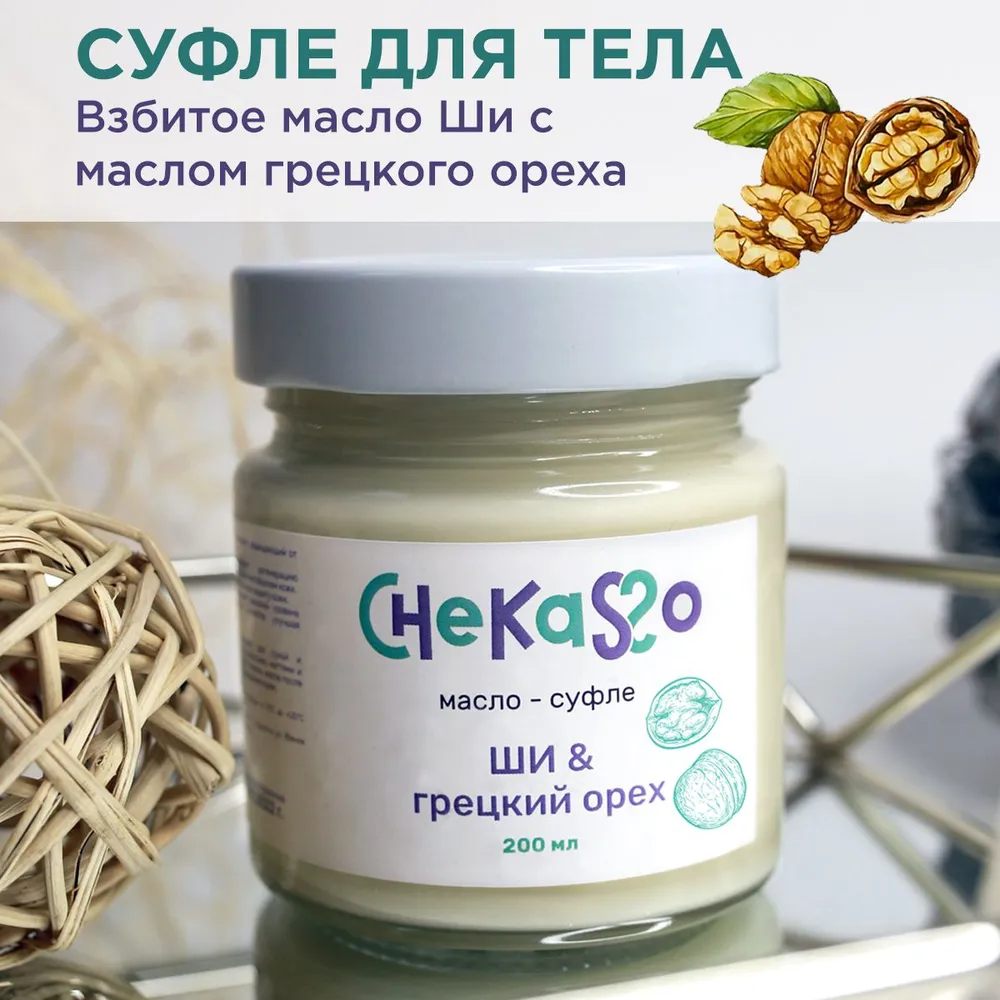 СУФЛЕ ДЛЯ ТЕЛА
Взбитое масло Ши с
маслом грецкого ореха
CHeKaSSo
масло - суфле
ШИ &
грецкий орех
200 мл